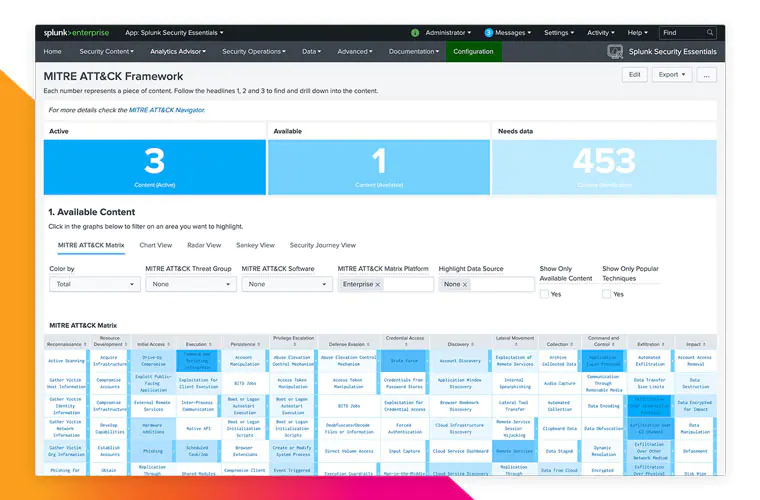 splunk>enterprise App: Splunk Security Essentials Administrator 3 Messages Settings Activity Help Find
Home Security Content Analytics Advisor Security Operations Data Advanced Documentation Configuration Splunk Security Essentials
MITRE ATT&CK Framework Edit Export ...
Each number represents a piece of content. Follow the headlines 1, 2 and 3 to find and drill down into the content.
For more details check the MITRE ATT&CK Navigator.
Active Available Needs data
3 1 453
Content (Active) Content (Available)
1. Available Content
Click in the graphs below to filter on an area you want to highlight.
MITRE ATT&CK Matrix Chart View Radar View Sankey View Security Journey View
Color by MITRE ATT&CK Threat Group MITRE ATT&CK Software MITRE ATT&CK Matrix Platform Highlight Data Source Show Only Show Only Popular
Available Content Techniques
Total None None Enterprise × None × Yes Yes
MITRE ATT&CK Matrix
Reconnaissance Resource Development Initial Access Execution Persistence Privilege Escalation Defense Evasion Credential Access Discovery Lateral Movement Collection Command and Control Exfiltration Impact
Active Scanning Acquire Infrastructure Drive-by Compromise Command and Scripting Interpreter Account Manipulation Abuse Elevation Control Mechanism Abuse Elevation Control Mechanism Brute Force Account Discovery Exploitation of Remote Services Archive Collected Data Application Layer Protocol Automated Exfiltration Account Access Removal
Gather Victim Host Information Compromise Accounts Exploit Public-Facing Application Exploitation for Client Execution BITS Jobs Access Token Manipulation Access Token Manipulation Credentials from Password Stores Application Window Discovery Internal Spearphishing Audio Capture Communication Through Removable Media Data Transfer Size Limits Data Destruction
Gather Victim Identity Information Compromise Infrastructure External Remote Services Inter-Process Communication Boot or Logon Autostart Execution Boot or Logon Autostart Execution BITS Jobs Exploitation for Credential Access Browser Bookmark Discovery Lateral Tool Transfer Automated Collection Data Encoding Data Encrypted for Impact
Gather Victim Network Information Develop Capabilities Hardware Additions Native API Boot or Logon Initialization Scripts Boot or Logon Initialization Scripts Deobfuscate/Decode Files or Information Forced Authentication Cloud Infrastructure Discovery Remote Service Session Hijacking Clipboard Data Data Obfuscation Exfiltration Over C2 Channel Data Manipulation
Gather Victim Org Information Establish Accounts Phishing Scheduled Task/Job Browser Extensions Create or Modify System Process Direct Volume Access Input Capture Cloud Service Dashboard Remote Services Data Staged Dynamic Resolution Exfiltration Over Other Network Medium Defacement
Phishing for Obtain Replication Through Shared Modules Compromise Client Event Triggered Execution Guardrails Man-in-the-Middle Cloud Service Discovery Replication Through Data from Cloud Encrypted Exfiltration Over Physical Disk Wipe